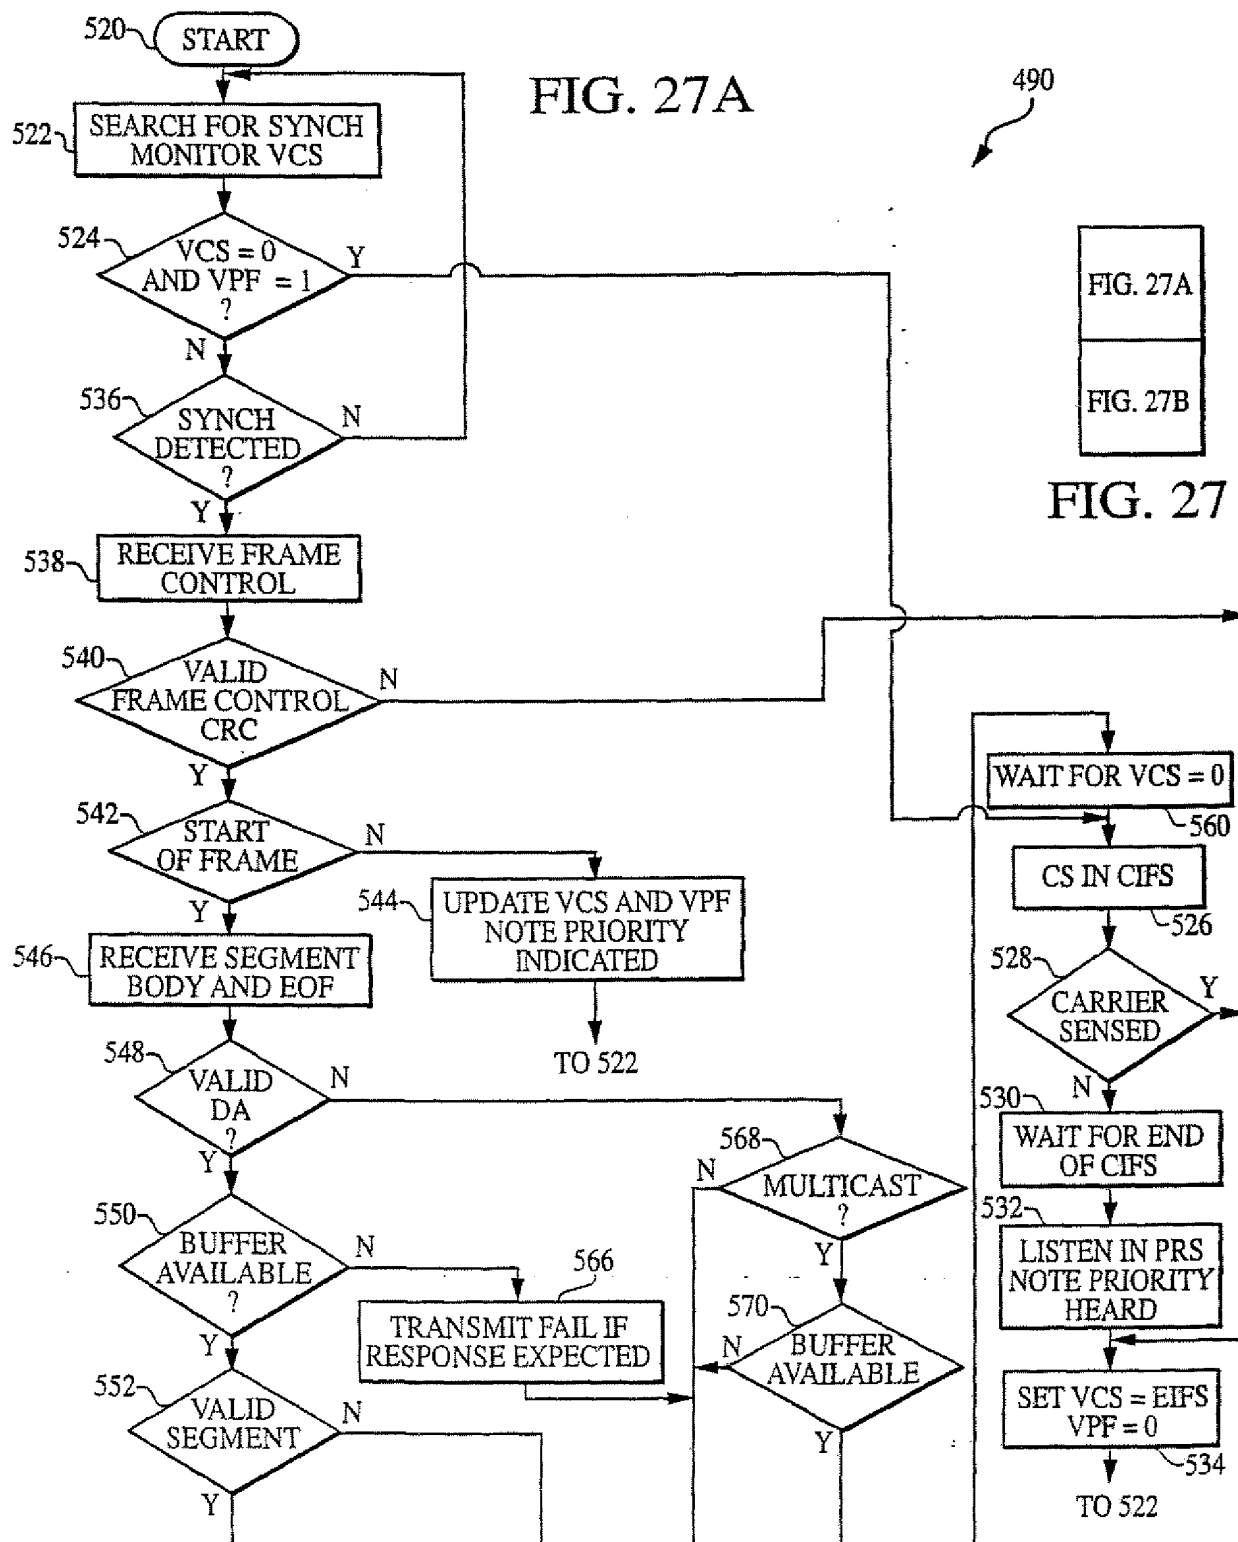 520
START
FIG. 27A
490
522
SEARCH FOR SYNCH
MONITOR VCS
524
VCS = 0
AND VPF = 1
?
Y
N
FIG. 27A
FIG. 27B
FIG. 27
536
SYNCH
DETECTED
?
N
Y
538
RECEIVE FRAME
CONTROL
540
VALID
FRAME CONTROL
CRC
N
Y
542
START
OF FRAME
N
Y
544
UPDATE VCS AND VPF
NOTE PRIORITY
INDICATED
TO 522
546
RECEIVE SEGMENT
BODY AND EOF
548
VALID
DA
?
N
Y
550
BUFFER
AVAILABLE
?
N
Y
566
TRANSMIT FAIL IF
RESPONSE EXPECTED
552
VALID
SEGMENT
N
Y
568
MULTICAST
?
N
Y
570
BUFFER
AVAILABLE
N
Y
WAIT FOR VCS = 0
560
CS IN CIFS
526
528
CARRIER
SENSED
Y
N
530
WAIT FOR END
OF CIFS
532
LISTEN IN PRS
NOTE PRIORITY
HEARD
SET VCS = EIFS
VPF = 0
534
TO 522